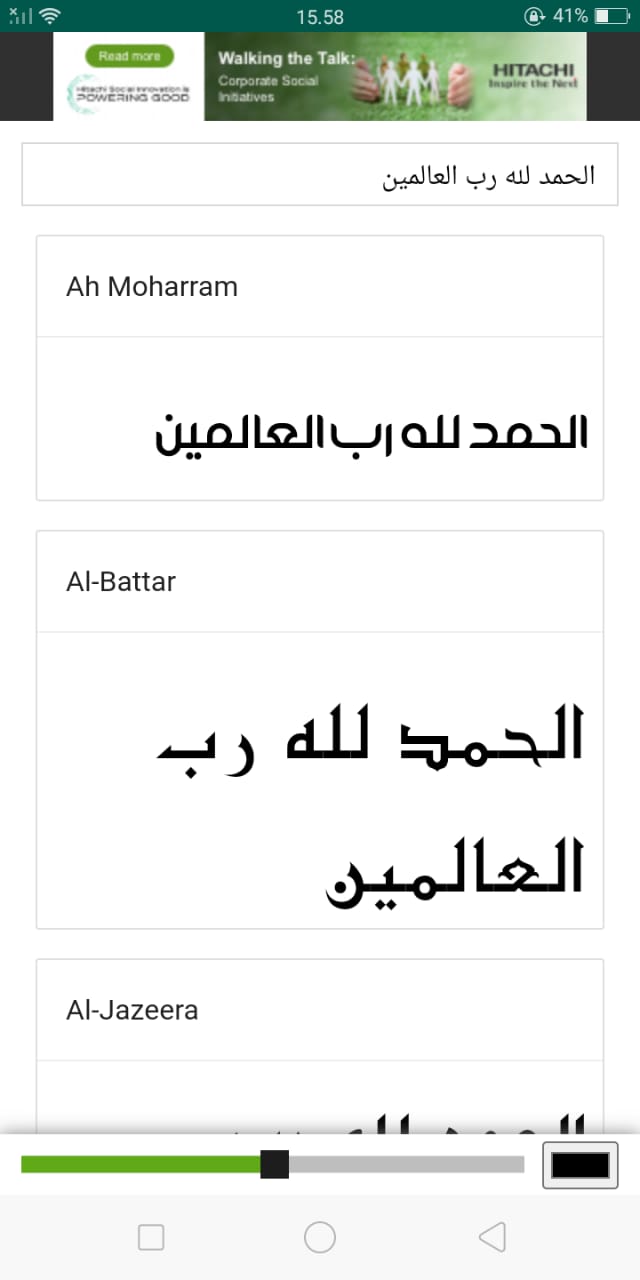 15.58
41%
Read more
Hitachi Social Innovation is
POWERING GOOD
Walking the Talk:
Corporate Social
Initiatives
HITACHI
Inspire the Next
الحمد لله رب العالمين
Ah Moharram
الحمد لله رب العالمين
Al-Battar
الحمد لله رب
العالمين
Al-Jazeera